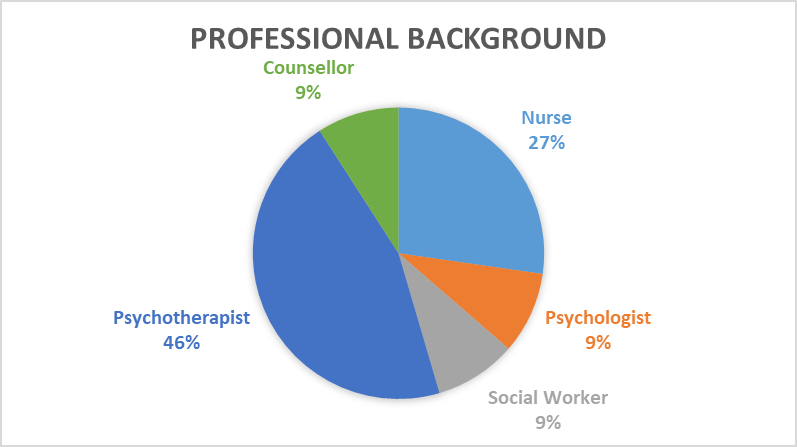 PROFESSIONAL BACKGROUND
Counsellor
9%
Nurse
27%
Psychotherapist
46%
Psychologist
9%
Social Worker
9%